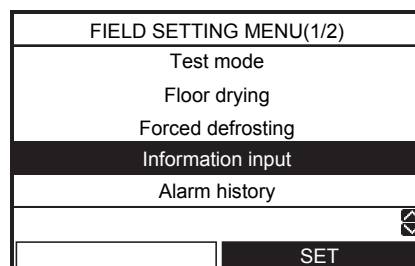 FIELD SETTING MENU(1/2)
Test mode
Floor drying
Forced defrosting
Information input
Alarm history
SET